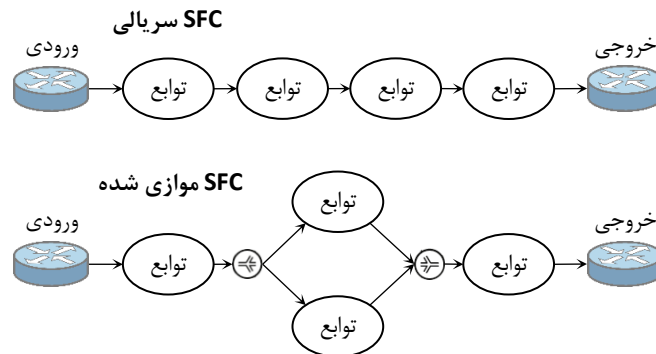 SFC سریالی
ورودی
خروجی
توابع
توابع
توابع
توابع
SFC موازی شده
ورودی
خروجی
توابع
توابع
توابع
توابع